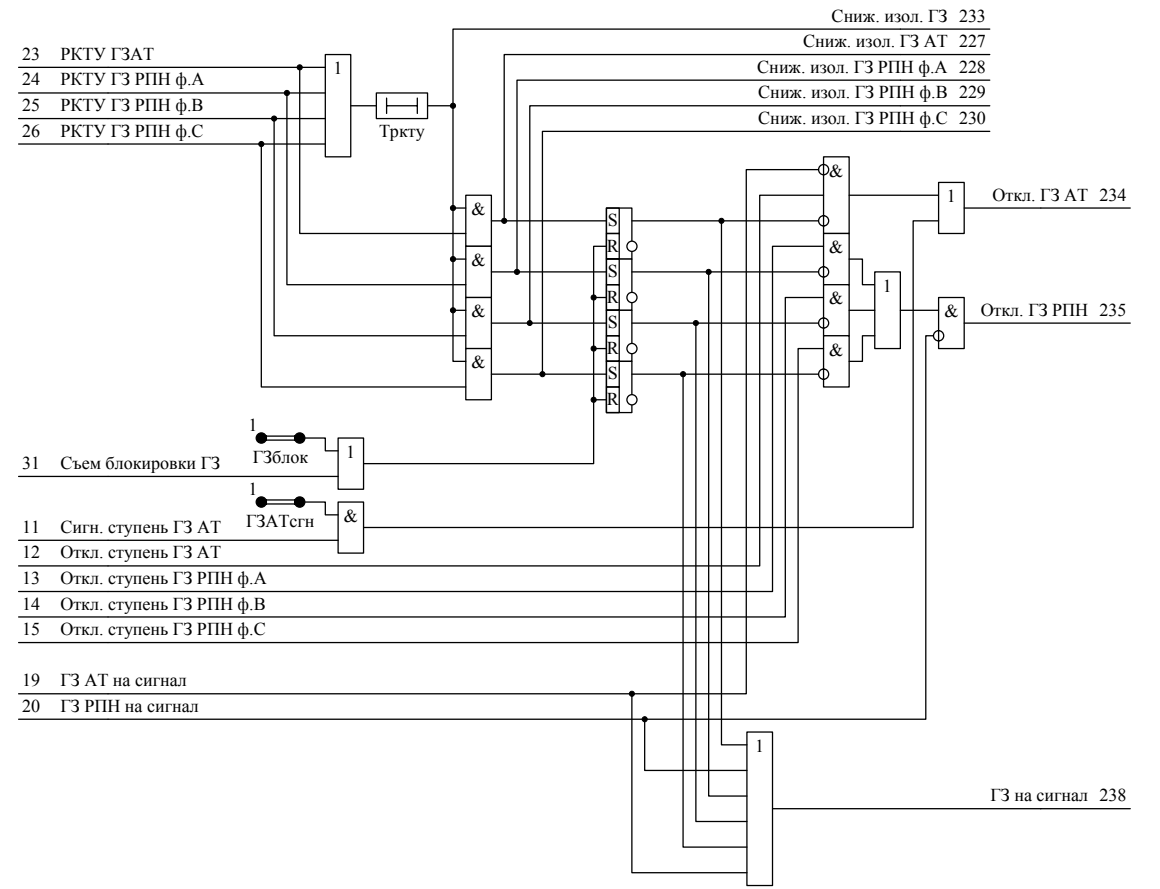 Сниж. изол. ГЗ 233
Сниж. изол. ГЗ АТ 227
Сниж. изол. ГЗ РПН ф.А 228
Сниж. изол. ГЗ РПН ф.В 229
Сниж. изол. ГЗ РПН ф.С 230
23 РКТУ ГЗАТ
24 РКТУ ГЗ РПН ф.А
25 РКТУ ГЗ РПН ф.В
26 РКТУ ГЗ РПН ф.С
1
Тркту
&
&
&
&
S
R
S
R
S
R
S
R
&
&
&
&
1
Откл. ГЗ АТ 234
1
&
Откл. ГЗ РПН 235
1
ГЗблок
1
31 Съем блокировки ГЗ
1
ГЗАТсгн
&
11 Сигн. ступень ГЗ АТ
12 Откл. ступень ГЗ АТ
13 Откл. ступень ГЗ РПН ф.А
14 Откл. ступень ГЗ РПН ф.В
15 Откл. ступень ГЗ РПН ф.С
19 ГЗ АТ на сигнал
20 ГЗ РПН на сигнал
1
ГЗ на сигнал 238